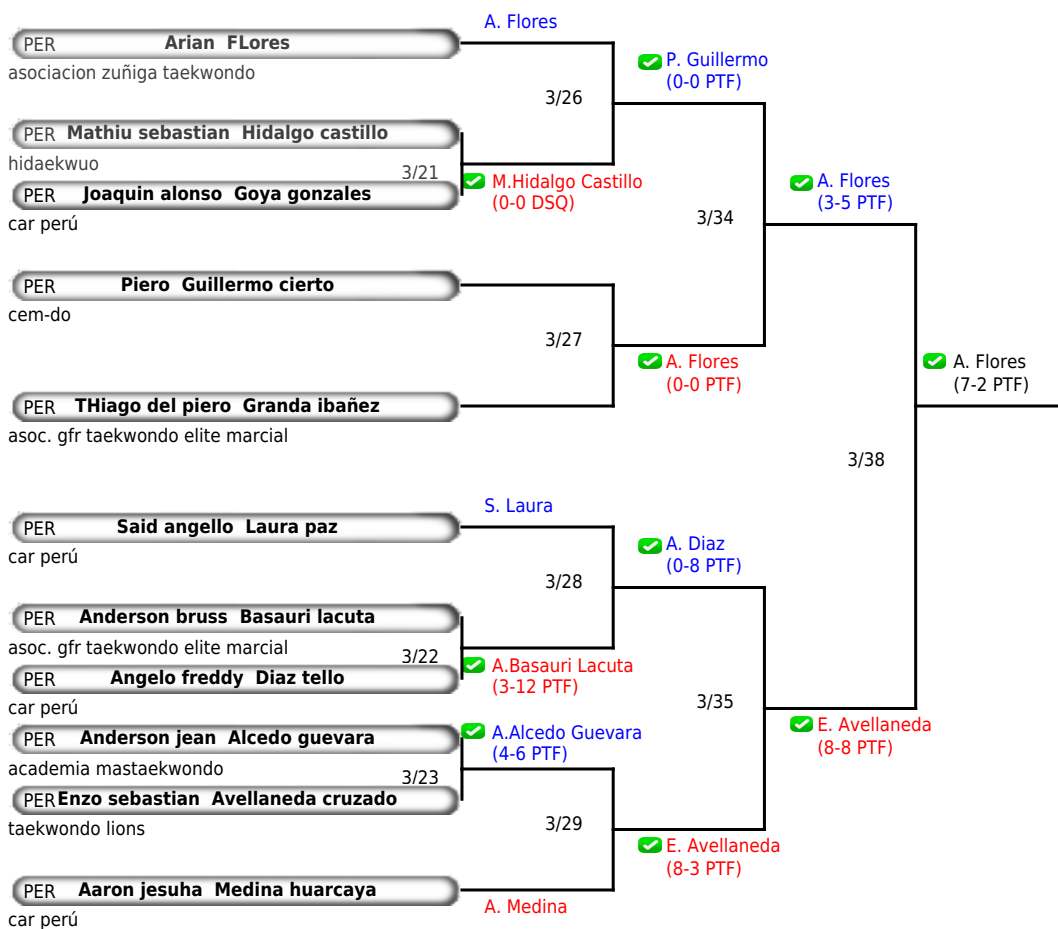 A. Flores
PER Arian FLores
asociacion zuñiga taekwondo
P. Guillermo
(0-0 PTF)
3/26
PER Mathiu sebastian Hidalgo castillo
hidaekwuo
3/21
PER Joaquin alonso Goya gonzales
car perú
M.Hidalgo Castillo
(0-0 DSQ)
A. Flores
(3-5 PTF)
3/34
PER Piero Guillermo cierto
cem-do
3/27
A. Flores
(0-0 PTF)
A. Flores
(7-2 PTF)
PER THiago del piero Granda ibañez
asoc. gfr taekwondo elite marcial
3/38
S. Laura
PER Said angello Laura paz
car perú
A. Diaz
(0-8 PTF)
3/28
PER Anderson bruss Basauri lacuta
asoc. gfr taekwondo elite marcial
3/22
PER Angelo freddy Diaz tello
car perú
A.Basauri Lacuta
(3-12 PTF)
3/35
PER Anderson jean Alcedo guevara
academia mastaekwondo
A.Alcedo Guevara
(4-6 PTF)
E. Avellaneda
(8-8 PTF)
3/23
PER Enzo sebastian Avellaneda cruzado
taekwondo lions
3/29
E. Avellaneda
(8-3 PTF)
PER Aaron jesuha Medina huarcaya
car perú
A. Medina